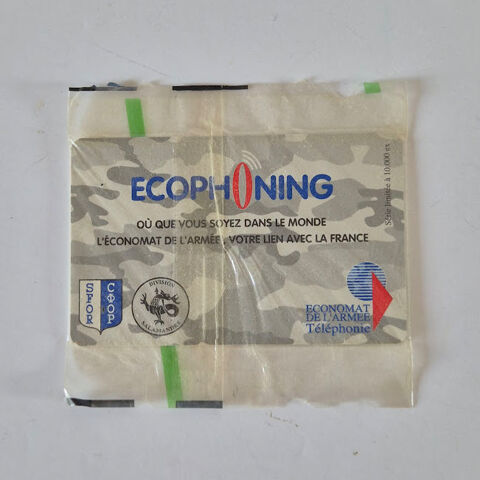 ECOPHONING
OÙ QUE VOUS SOYEZ DANS LE MONDE
L'ÉCONOMAT DE L'ARMÉE, VOTRE LIEN AVEC LA FRANCE
Série limitée à 10.000 ex
SFOR
DIVISION
SALAMANDRE
ECONOMAT
DE L'ARMEE
Téléphonie